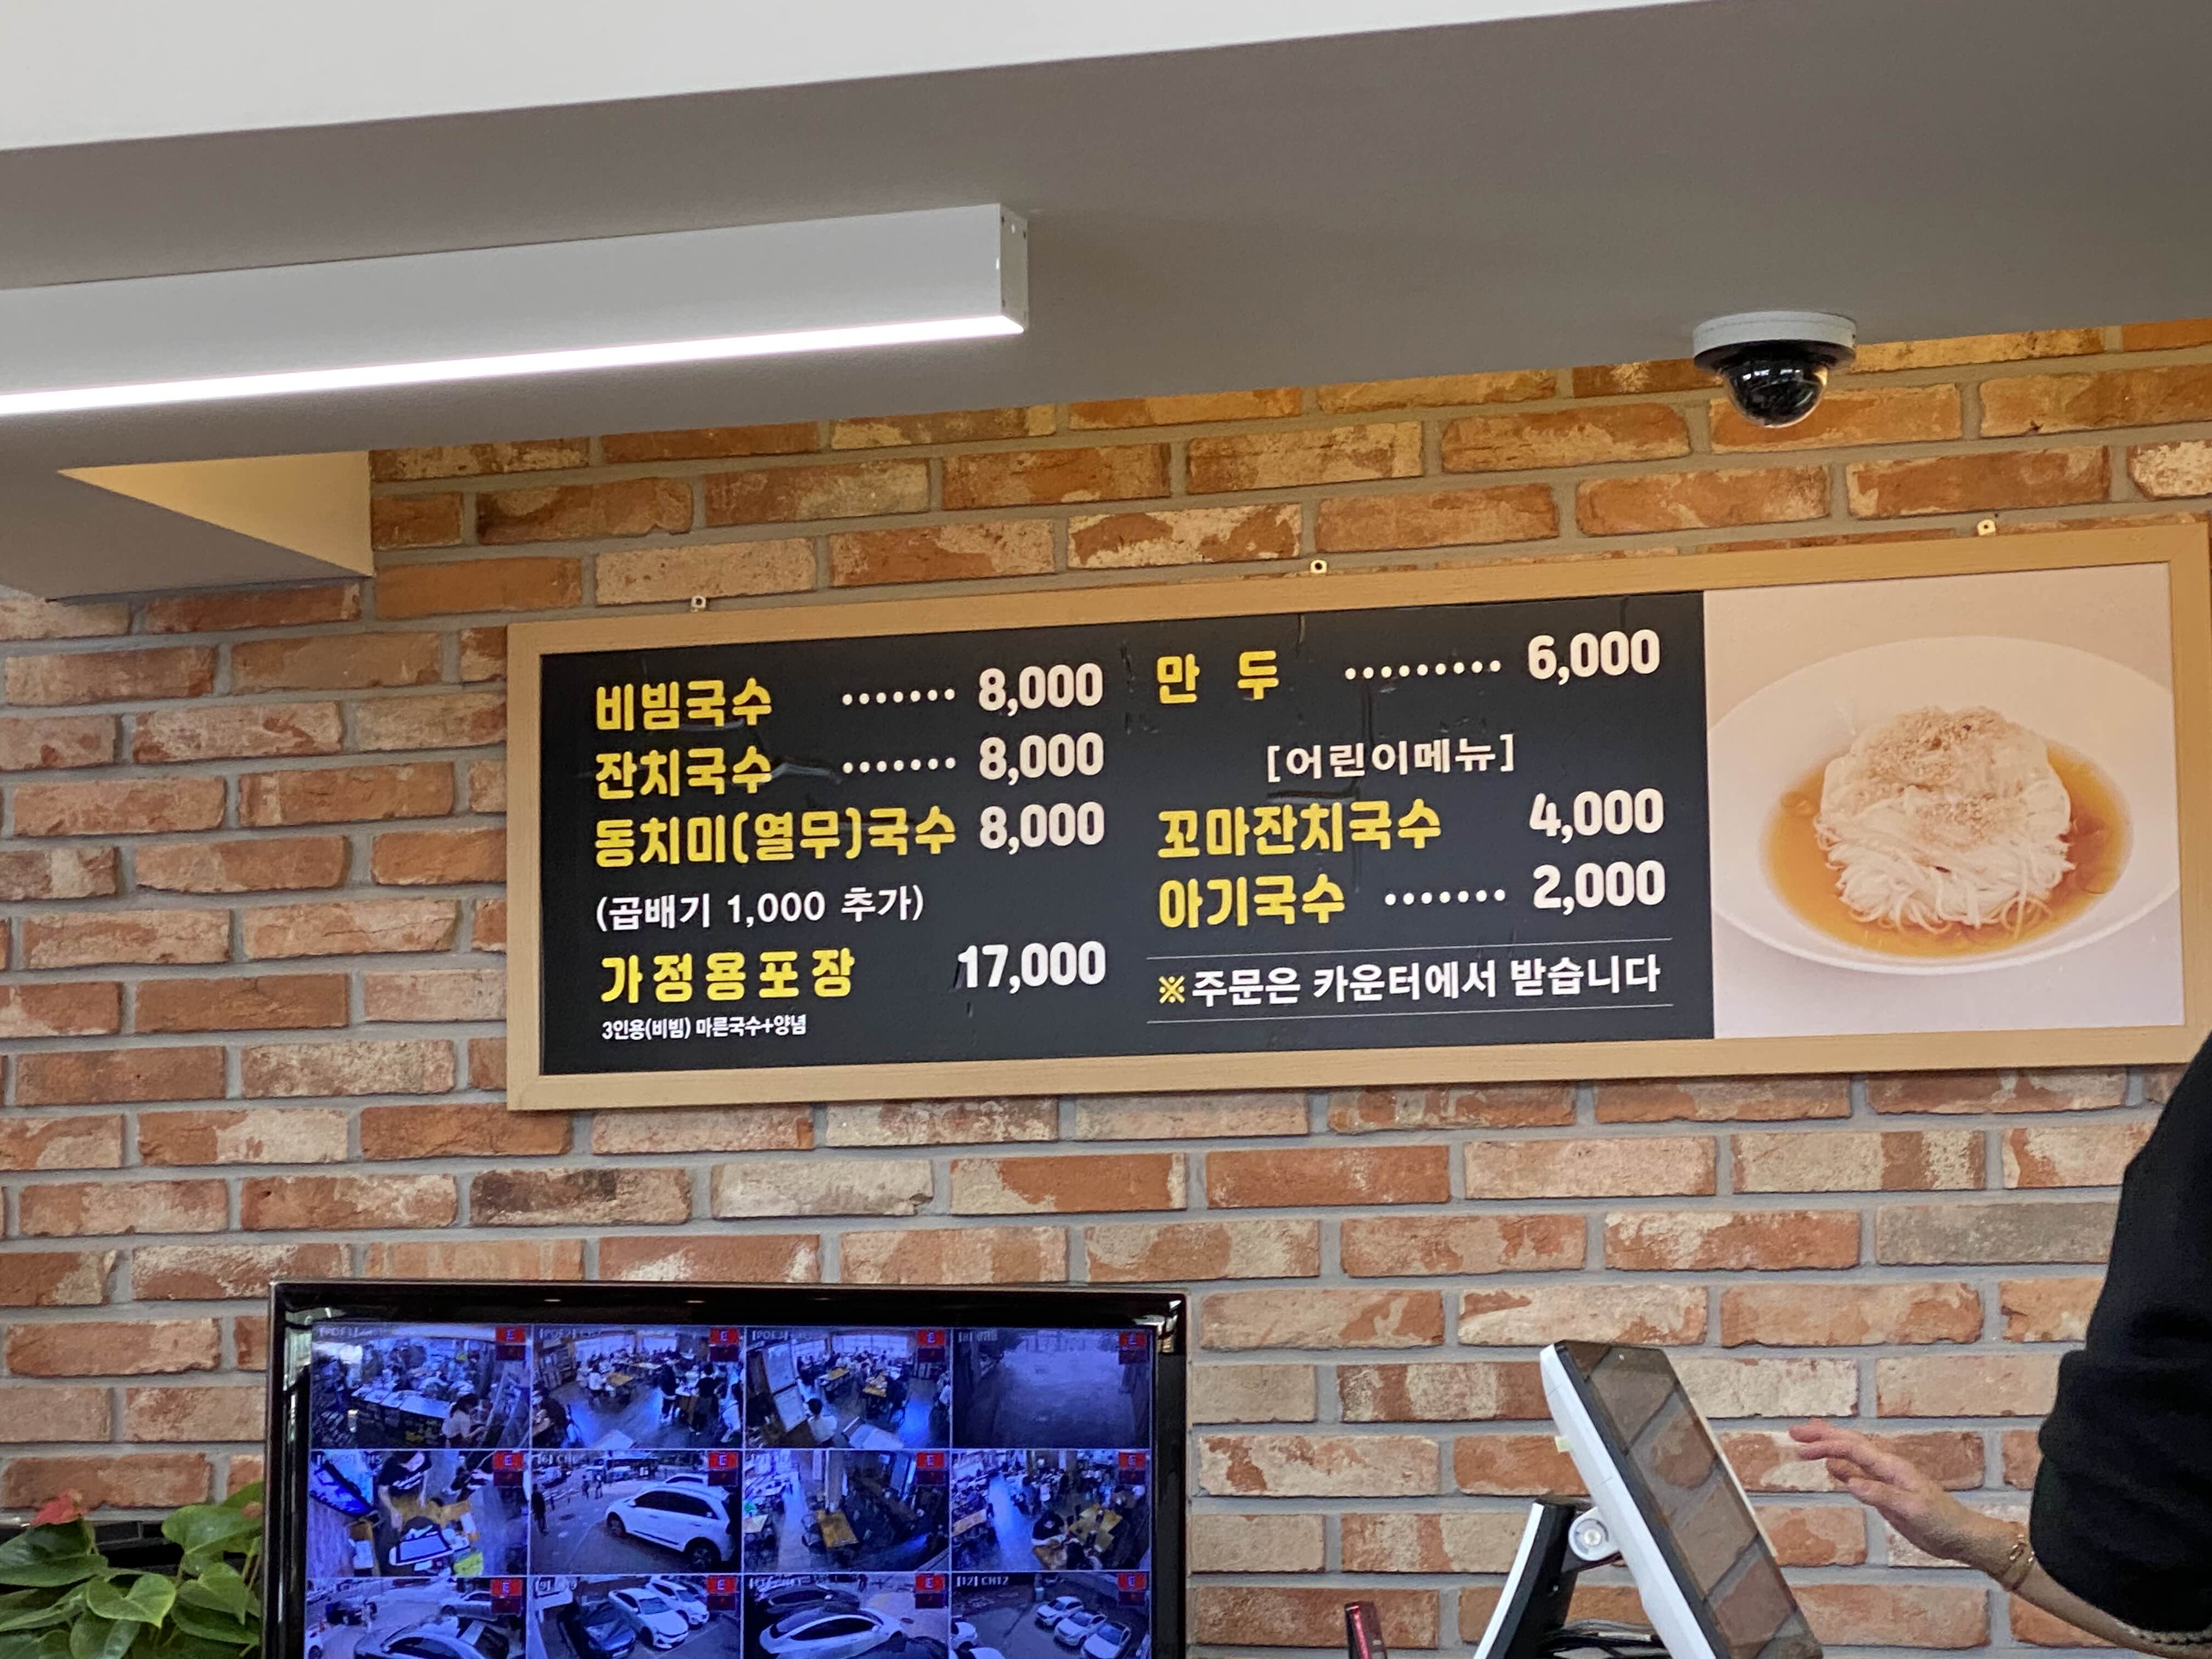 비빔국수 ······· 8,000
잔치국수 ······· 8,000
동치미(열무)국수 8,000
(곱배기 1,000 추가)
가정용포장 17,000
3인용(비빔) 마른국수+양념
만 두 ········· 6,000
[어린이메뉴]
꼬마잔치국수 4,000
아기국수 ······· 2,000
※주문은 카운터에서 받습니다
[12] CH12